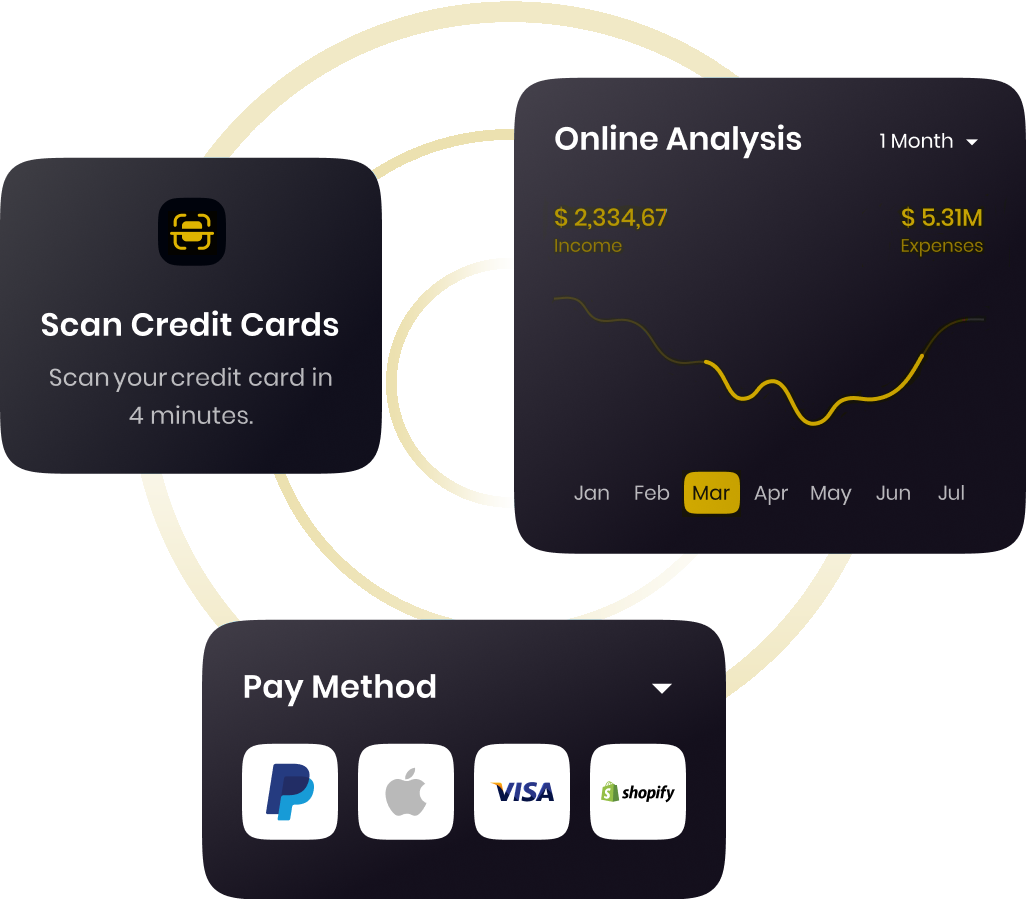 Online Analysis
1 Month
$ 2,334,67
$ 5.31M
Income
Expenses
Jan Feb Mar Apr May Jun Jul
Scan Credit Cards
Scan your credit card in
4 minutes.
Pay Method
VISA
shopify